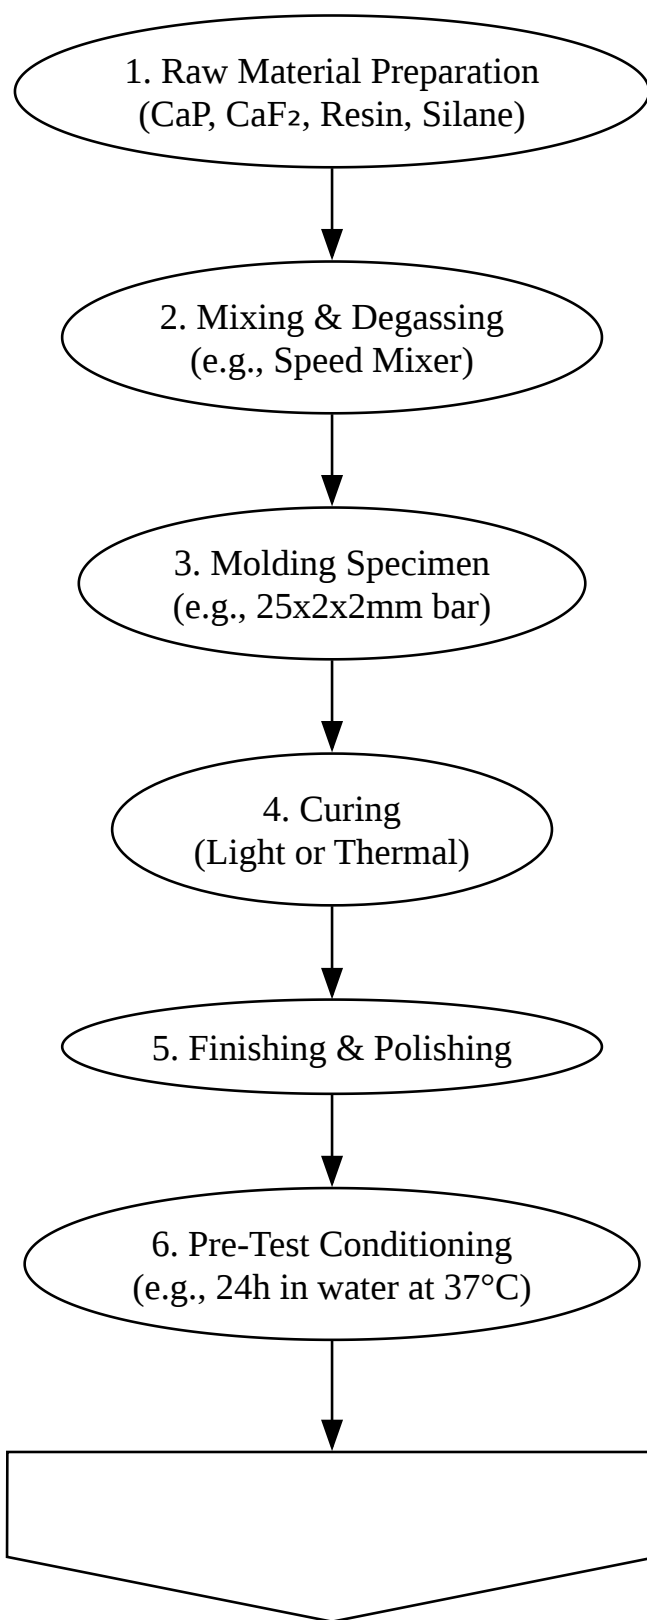 1. Raw Material Preparation
(CaP, CaF₂, Resin, Silane)
2. Mixing & Degassing
(e.g., Speed Mixer)
3. Molding Specimen
(e.g., 25x2x2mm bar)
4. Curing
(Light or Thermal)
5. Finishing & Polishing
6. Pre-Test Conditioning
(e.g., 24h in water at 37°C)